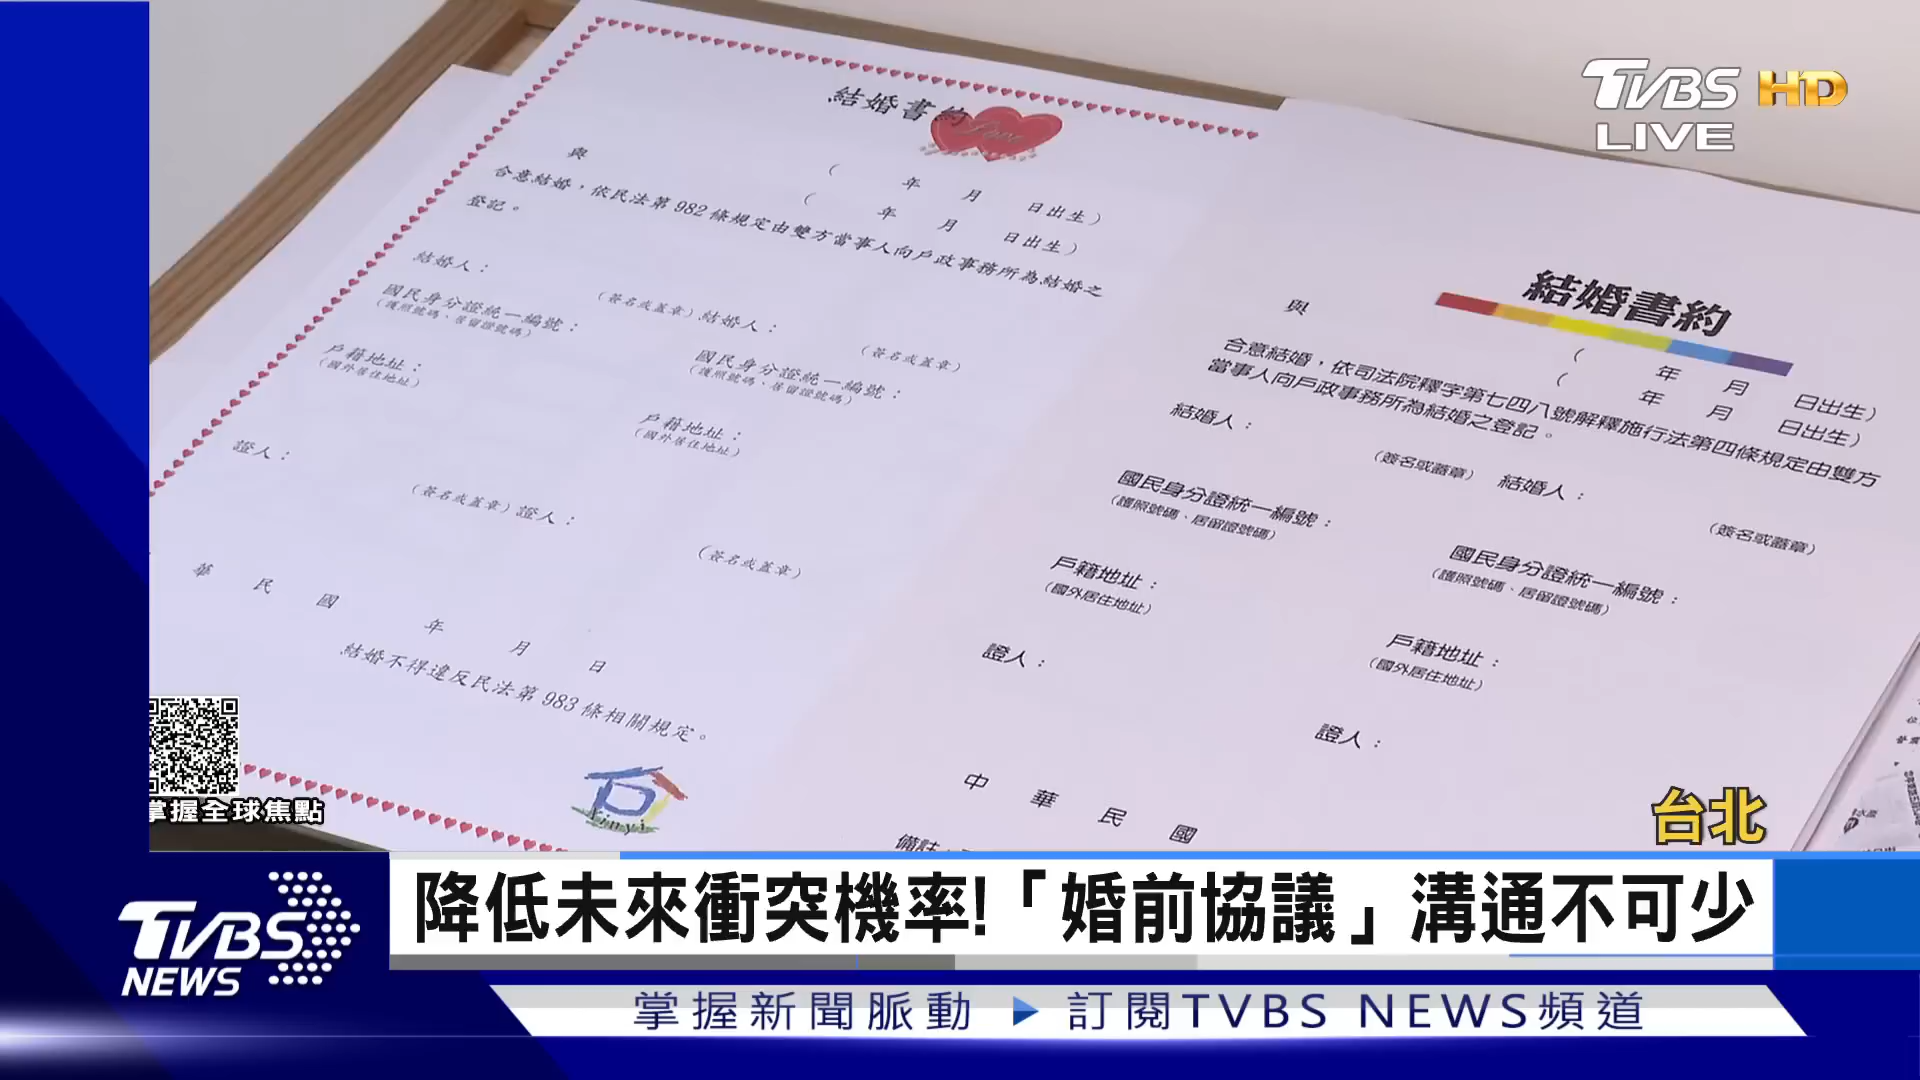 TVBS HD
LIVE
結婚書約
Love
與
( 年 月 日出生)
( 年 月 日出生)
合意結婚，依民法第982條規定由雙方當事人向戶政事務所為結婚之
登記。
結婚人：
(簽名或蓋章)
結婚人：
(簽名或蓋章)
國民身分證統一編號：
(護照號碼、居留證號碼)
國民身分證統一編號：
(護照號碼、居留證號碼)
戶籍地址：
(國外居住地址)
戶籍地址：
(國外居住地址)
證人：
(簽名或蓋章)
證人：
(簽名或蓋章)
華 民 國 年 月 日
結婚不得違反民法第983條相關規定。
Xinyi
結婚書約
與
( 年 月 日出生)
( 年 月 日出生)
合意結婚，依司法院釋字第七四八號解釋施行法第四條規定由雙方
當事人向戶政事務所為結婚之登記。
結婚人：
(簽名或蓋章)
結婚人：
(簽名或蓋章)
國民身分證統一編號：
(護照號碼、居留證號碼)
國民身分證統一編號：
(護照號碼、居留證號碼)
戶籍地址：
(國外居住地址)
戶籍地址：
(國外居住地址)
證人：
證人：
中 華 民 國
備註
掌握全球焦點
台北
TVBS
NEWS
降低未來衝突機率!「婚前協議」溝通不可少
掌握新聞脈動 ▶ 訂閱TVBS NEWS頻道